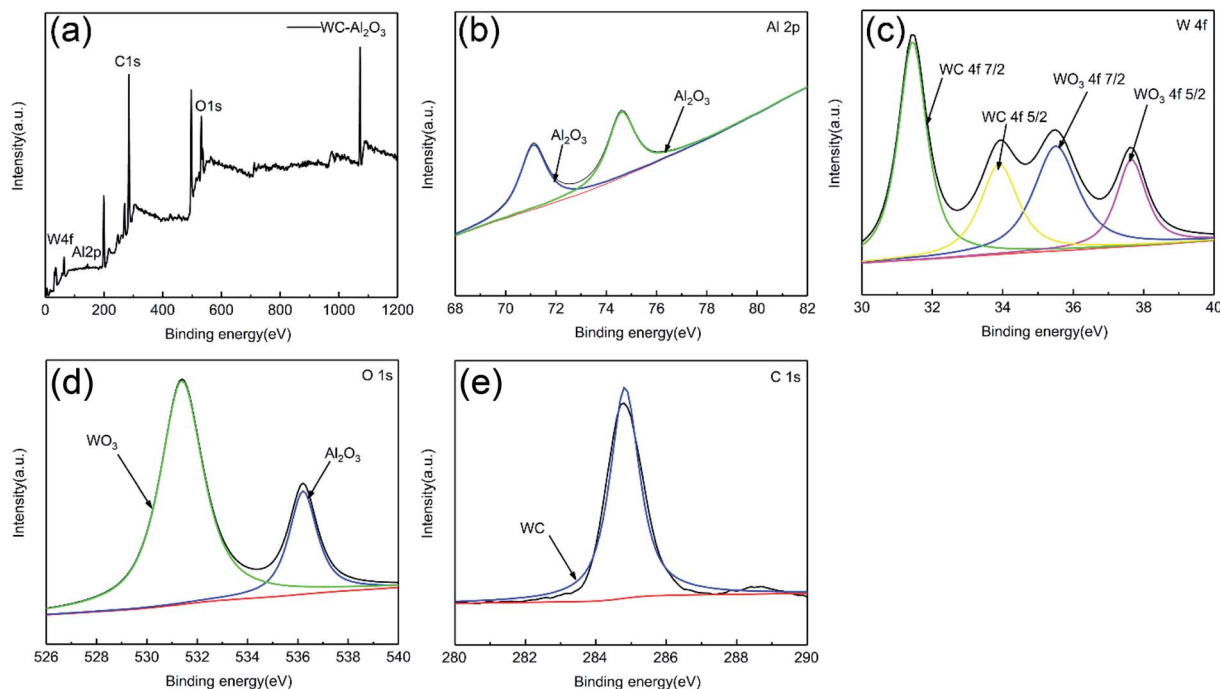 (a)
WC-Al₂O₃
C1s
O1s
W4f
Al2p
Intensity(a.u.)
0 200 400 600 800 1000 1200
Binding energy(eV)
(b)
Al 2p
Al₂O₃
Al₂O₃
Intensity(a.u.)
68 70 72 74 76 78 80 82
Binding energy(eV)
(c)
W 4f
WC 4f 7/2
WO₃ 4f 7/2
WC 4f 5/2
WO₃ 4f 5/2
Intensity(a.u.)
30 32 34 36 38 40
Binding energy(eV)
(d)
O 1s
WO₃
Al₂O₃
Intensity(a.u.)
526 528 530 532 534 536 538 540
Binding energy(eV)
(e)
C 1s
WC
Intensity(a.u.)
280 282 284 286 288 290
Binding energy(eV)